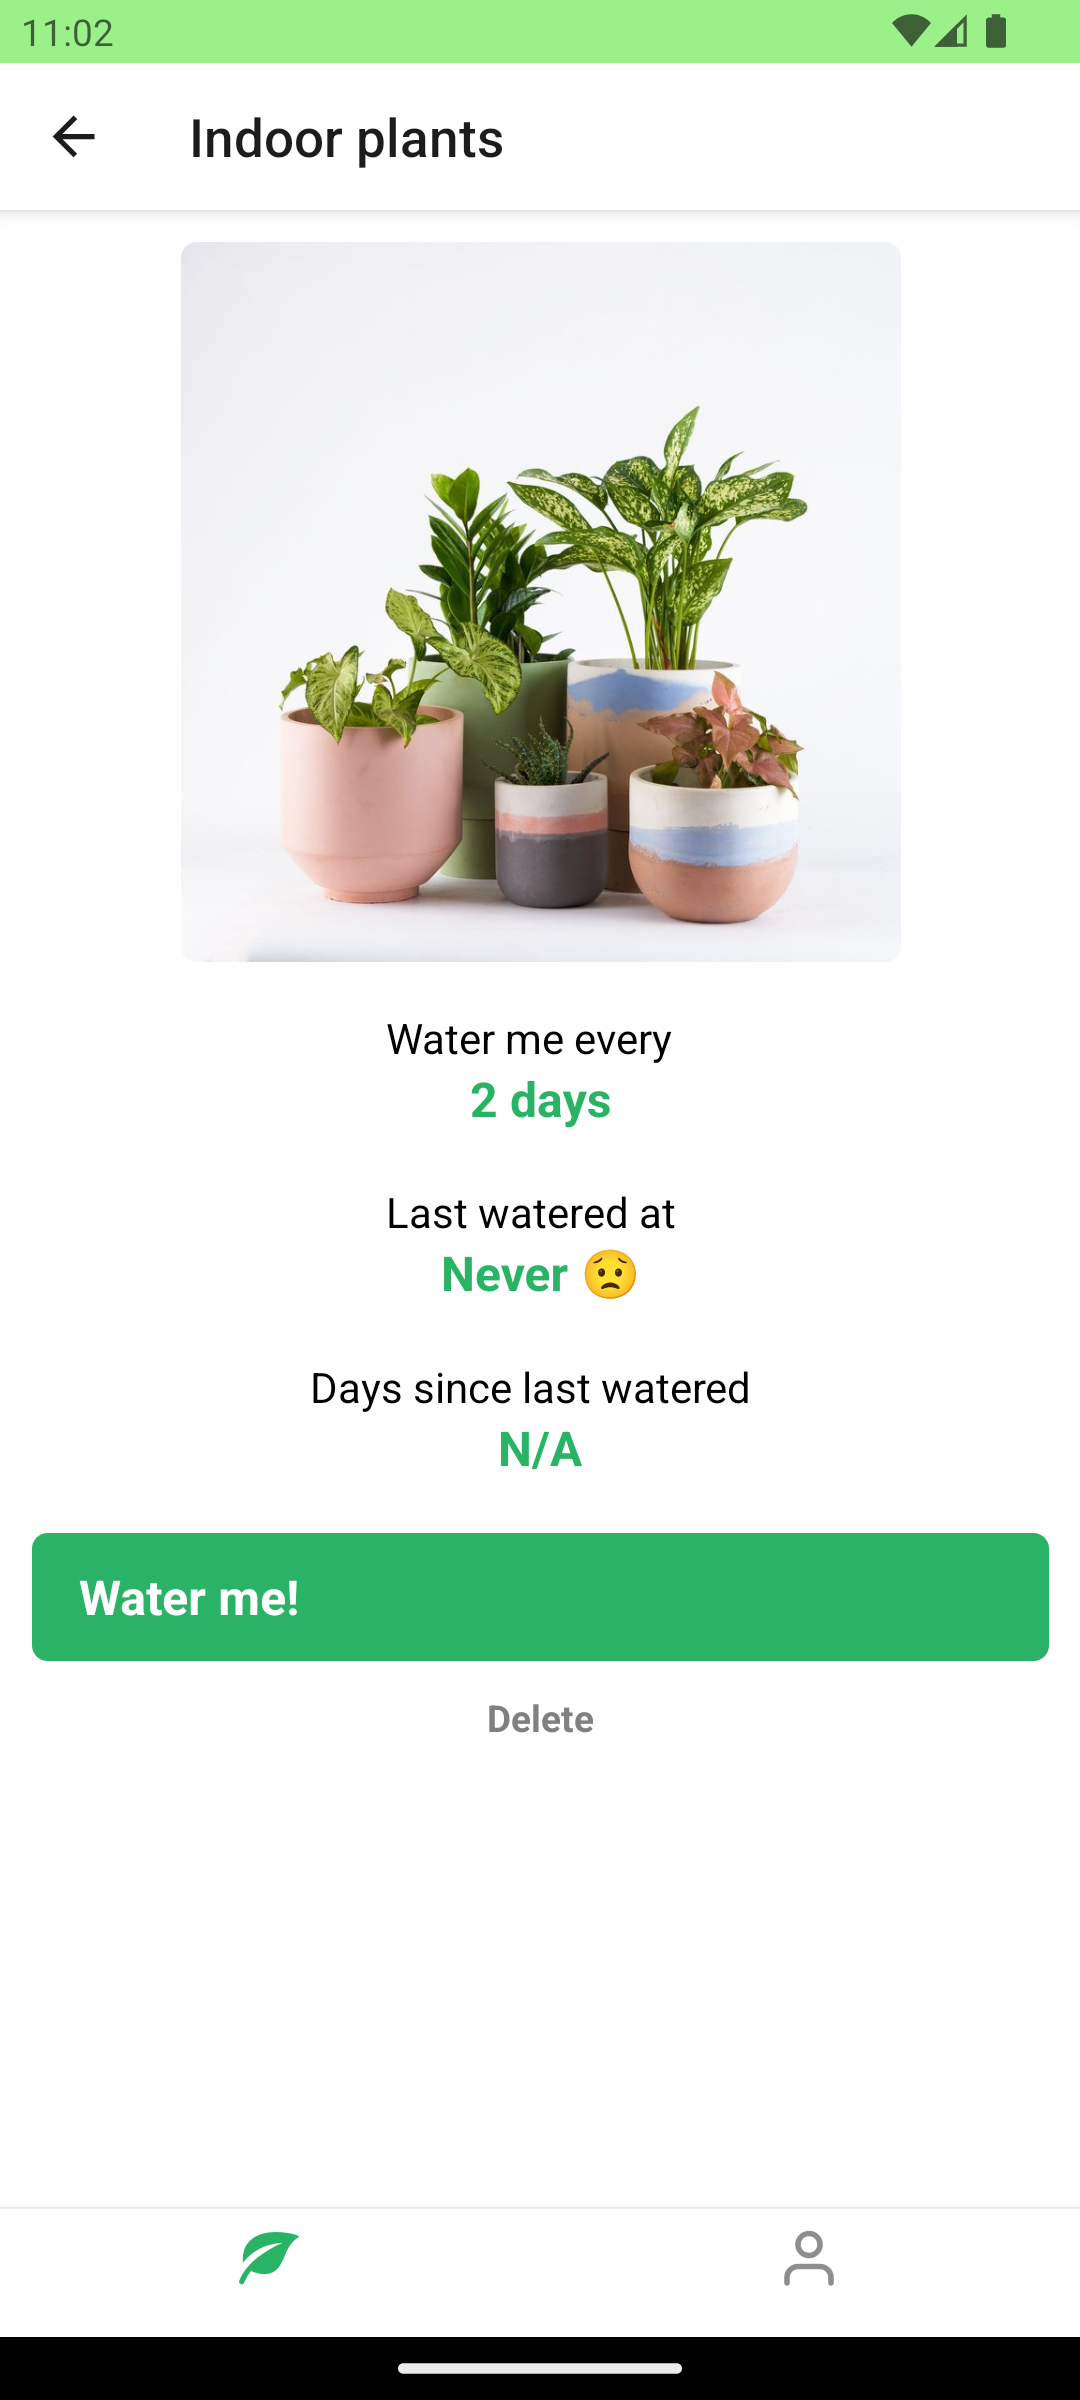 11:02
Indoor plants
Water me every
2 days
Last watered at
Never 😟
Days since last watered
N/A
Water me!
Delete